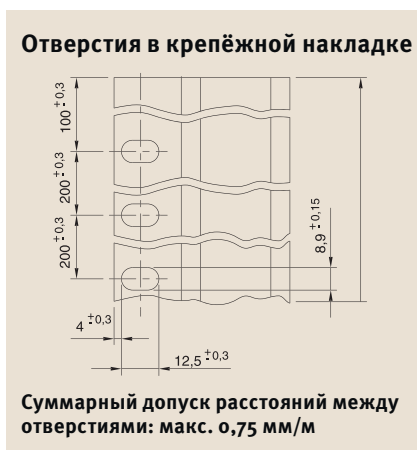 Отверстия в крепёжной накладке
100 ±0,3
200 ±0,3
200 ±0,3
8,9 ±0,15
4 ±0,3
12,5 ±0,3
Суммарный допуск расстояний между
отверстиями: макс. 0,75 мм/м